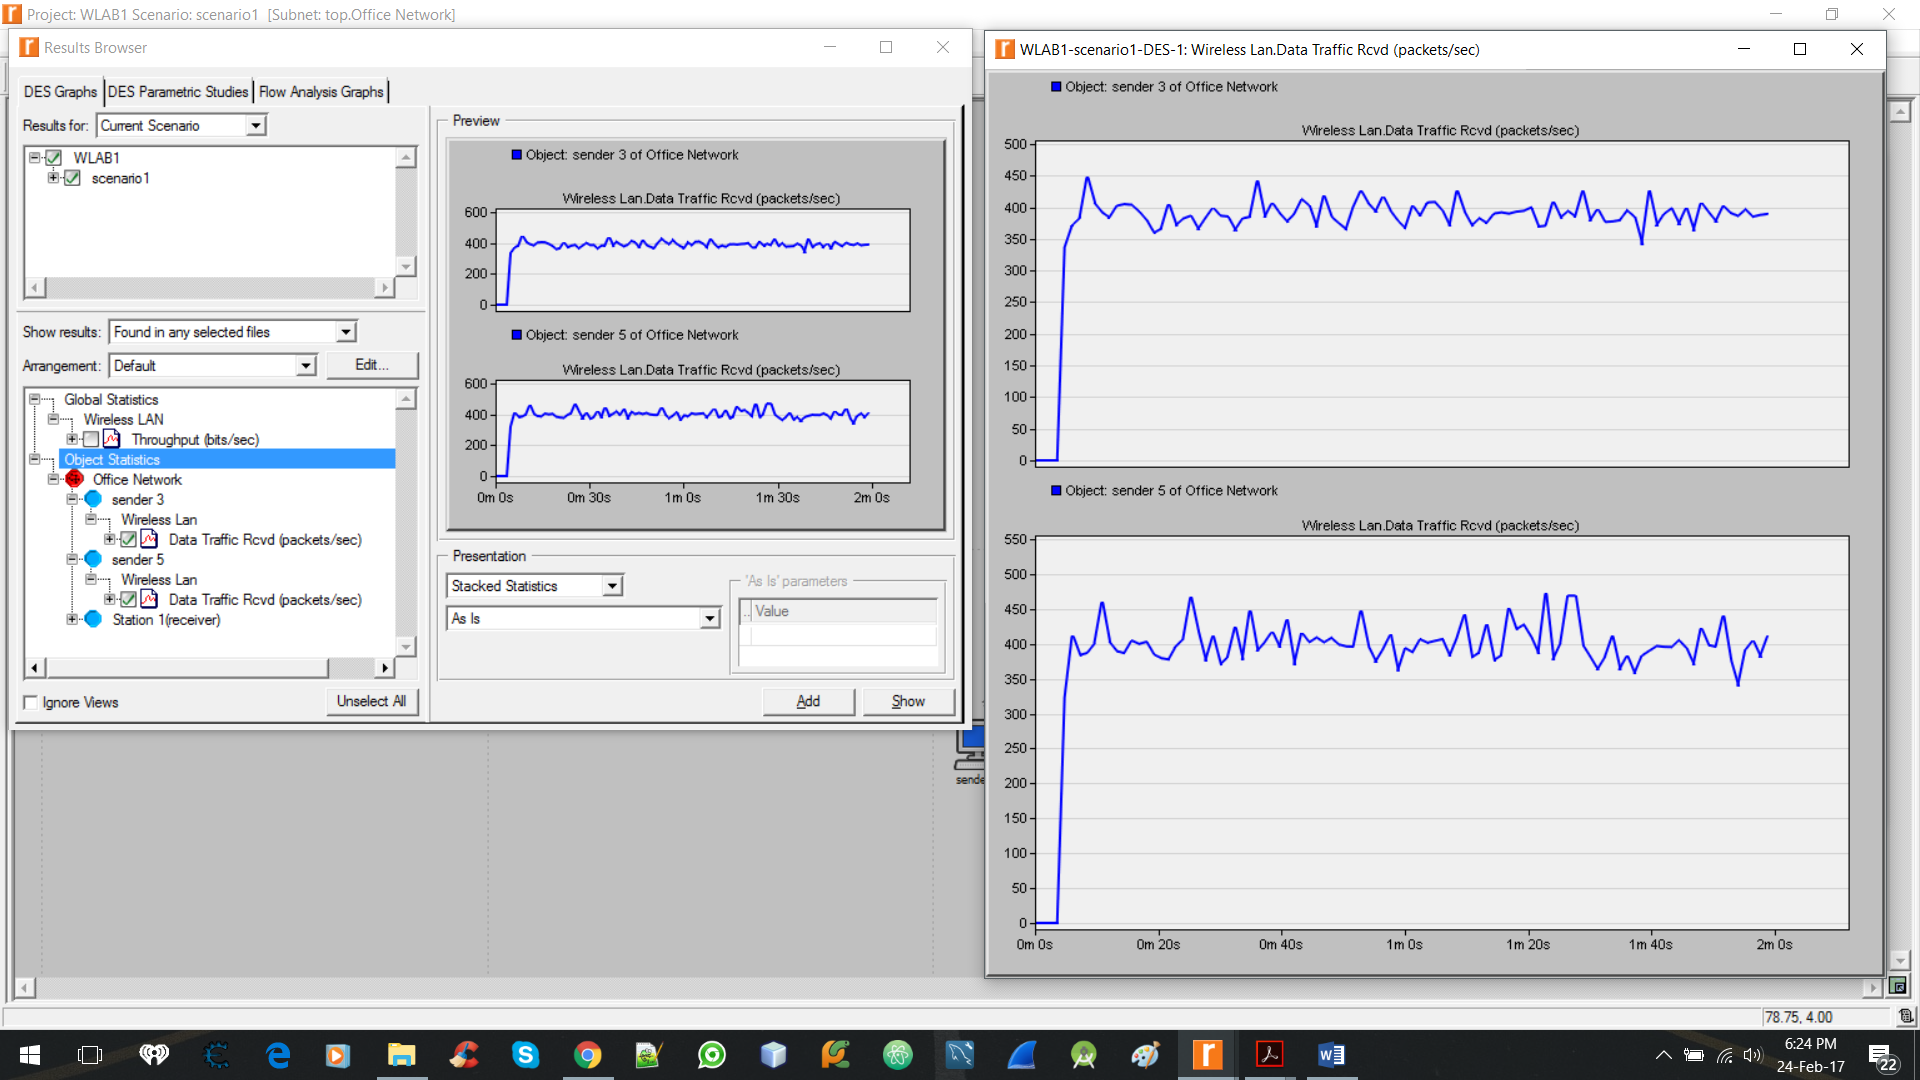 Project: WLAB1 Scenario: scenario1  [Subnet: top.Office Network]
Results Browser
DES Graphs
DES Parametric Studies
Flow Analysis Graphs
Results for: Current Scenario
WLAB1
scenario1
Show results: Found in any selected files
Arrangement: Default
Edit...
Global Statistics
Wireless LAN
Throughput (bits/sec)
Object Statistics
Office Network
sender 3
Wireless Lan
Data Traffic Rcvd (packets/sec)
sender 5
Wireless Lan
Data Traffic Rcvd (packets/sec)
Station 1(receiver)
Ignore Views
Unselect All
Preview
Object: sender 3 of Office Network
Wireless Lan.Data Traffic Rcvd (packets/sec)
600
400
200
0
Object: sender 5 of Office Network
Wireless Lan.Data Traffic Rcvd (packets/sec)
600
400
200
0
0m 0s 0m 30s 1m 0s 1m 30s 2m 0s
Presentation
Stacked Statistics
As Is
'As Is' parameters
.. Value
Add
Show
sende
WLAB1-scenario1-DES-1: Wireless Lan.Data Traffic Rcvd (packets/sec)
Object: sender 3 of Office Network
Wireless Lan.Data Traffic Rcvd (packets/sec)
500
450
400
350
300
250
200
150
100
50
0
Object: sender 5 of Office Network
Wireless Lan.Data Traffic Rcvd (packets/sec)
550
500
450
400
350
300
250
200
150
100
50
0
0m 0s 0m 20s 0m 40s 1m 0s 1m 20s 1m 40s 2m 0s
78.75, 4.00
6:24 PM
24-Feb-17
22